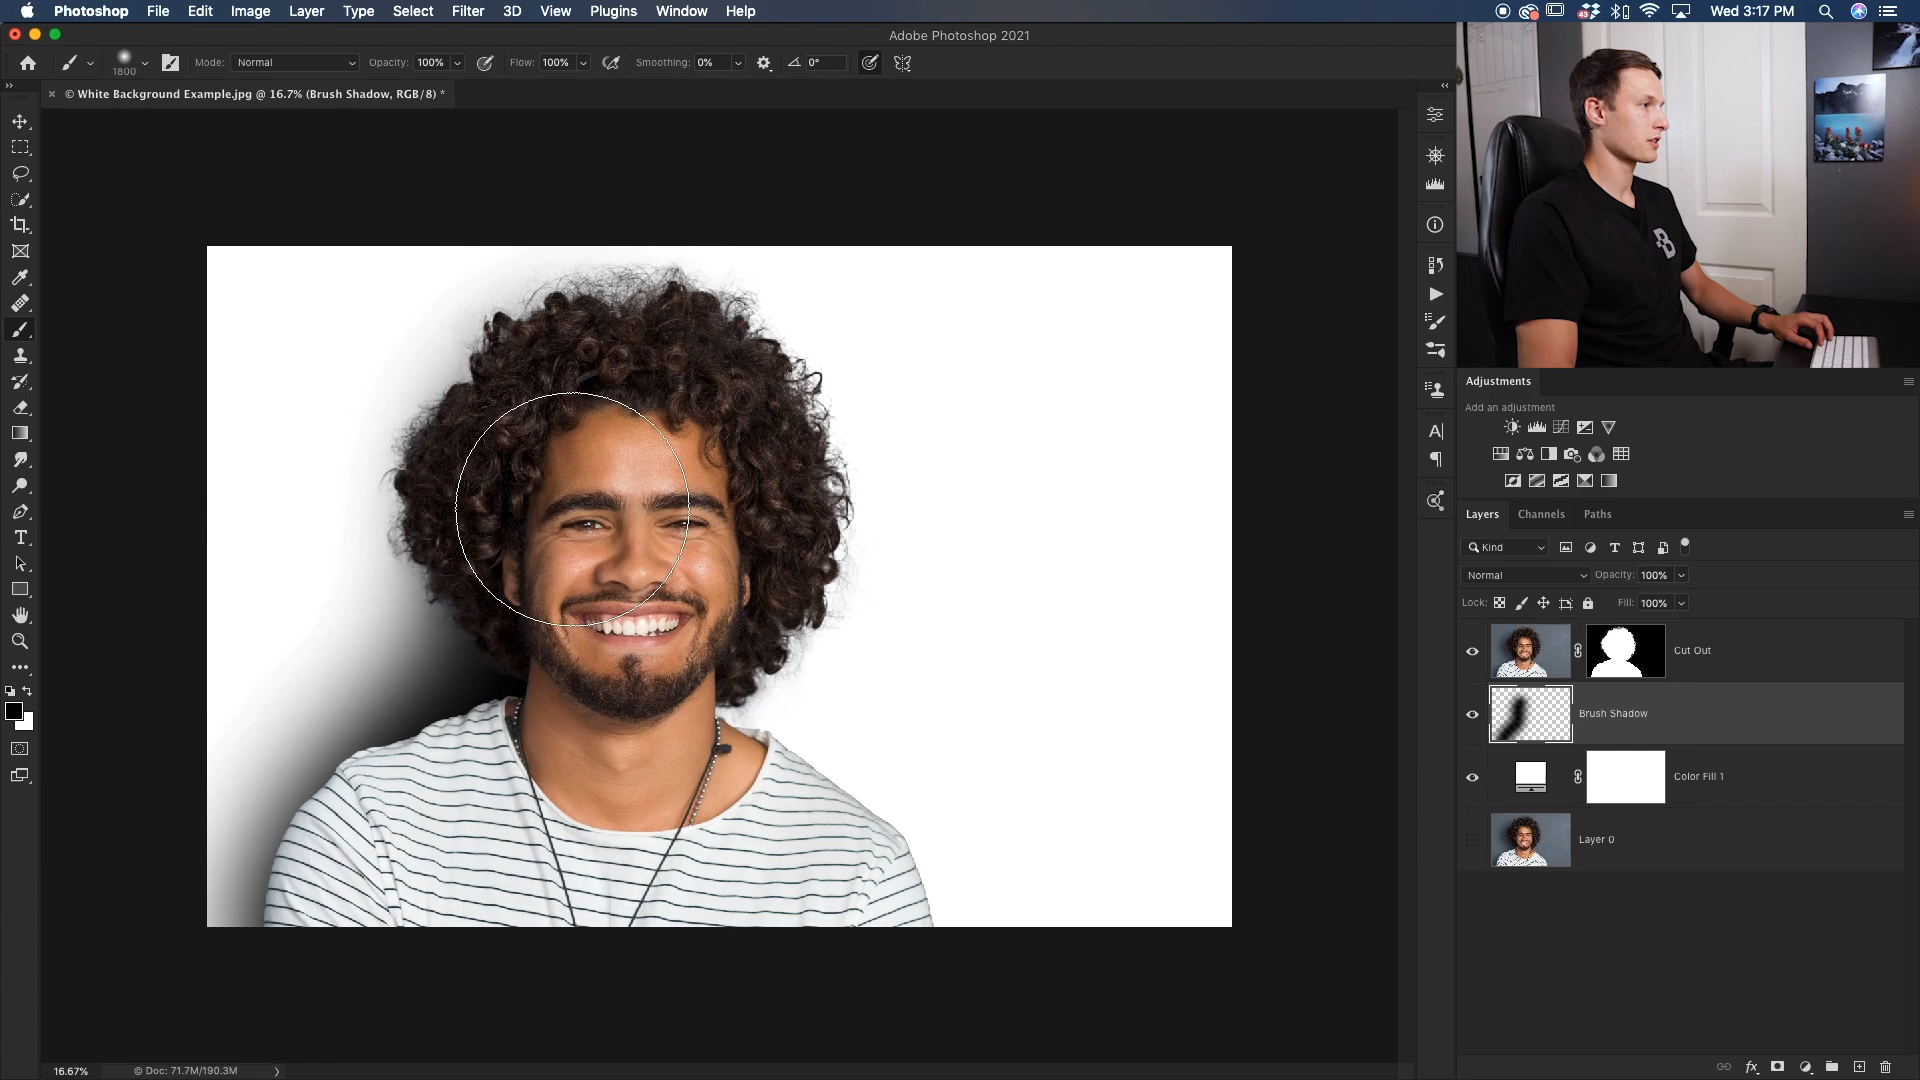 Photoshop File Edit Image Layer Type Select Filter 3D View Plugins Window Help
43 Wed 3:17 PM
Adobe Photoshop 2021
1800 Mode: Normal Opacity: 100% Flow: 100% Smoothing: 0% 0°
© White Background Example.jpg @ 16.7% (Brush Shadow, RGB/8) *
Adjustments
Add an adjustment
Layers Channels Paths
Kind
Normal Opacity: 100%
Lock: Fill: 100%
Cut Out
Brush Shadow
Color Fill 1
Layer 0
16.67% © Doc: 71.7M/190.3M